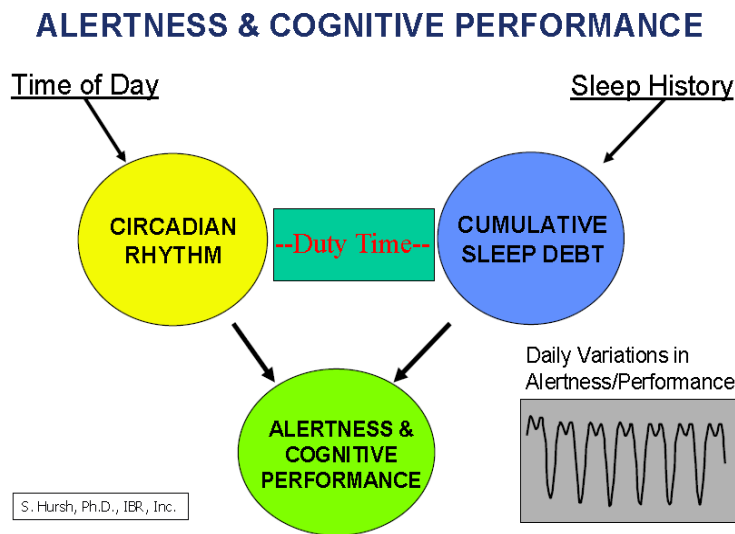 ALERTNESS & COGNITIVE PERFORMANCE
Time of Day
Sleep History
CIRCADIAN
RHYTHM
--Duty Time--
CUMULATIVE
SLEEP DEBT
Daily Variations in
Alertness/Performance
ALERTNESS &
COGNITIVE
PERFORMANCE
S. Hursh, Ph.D., IBR, Inc.